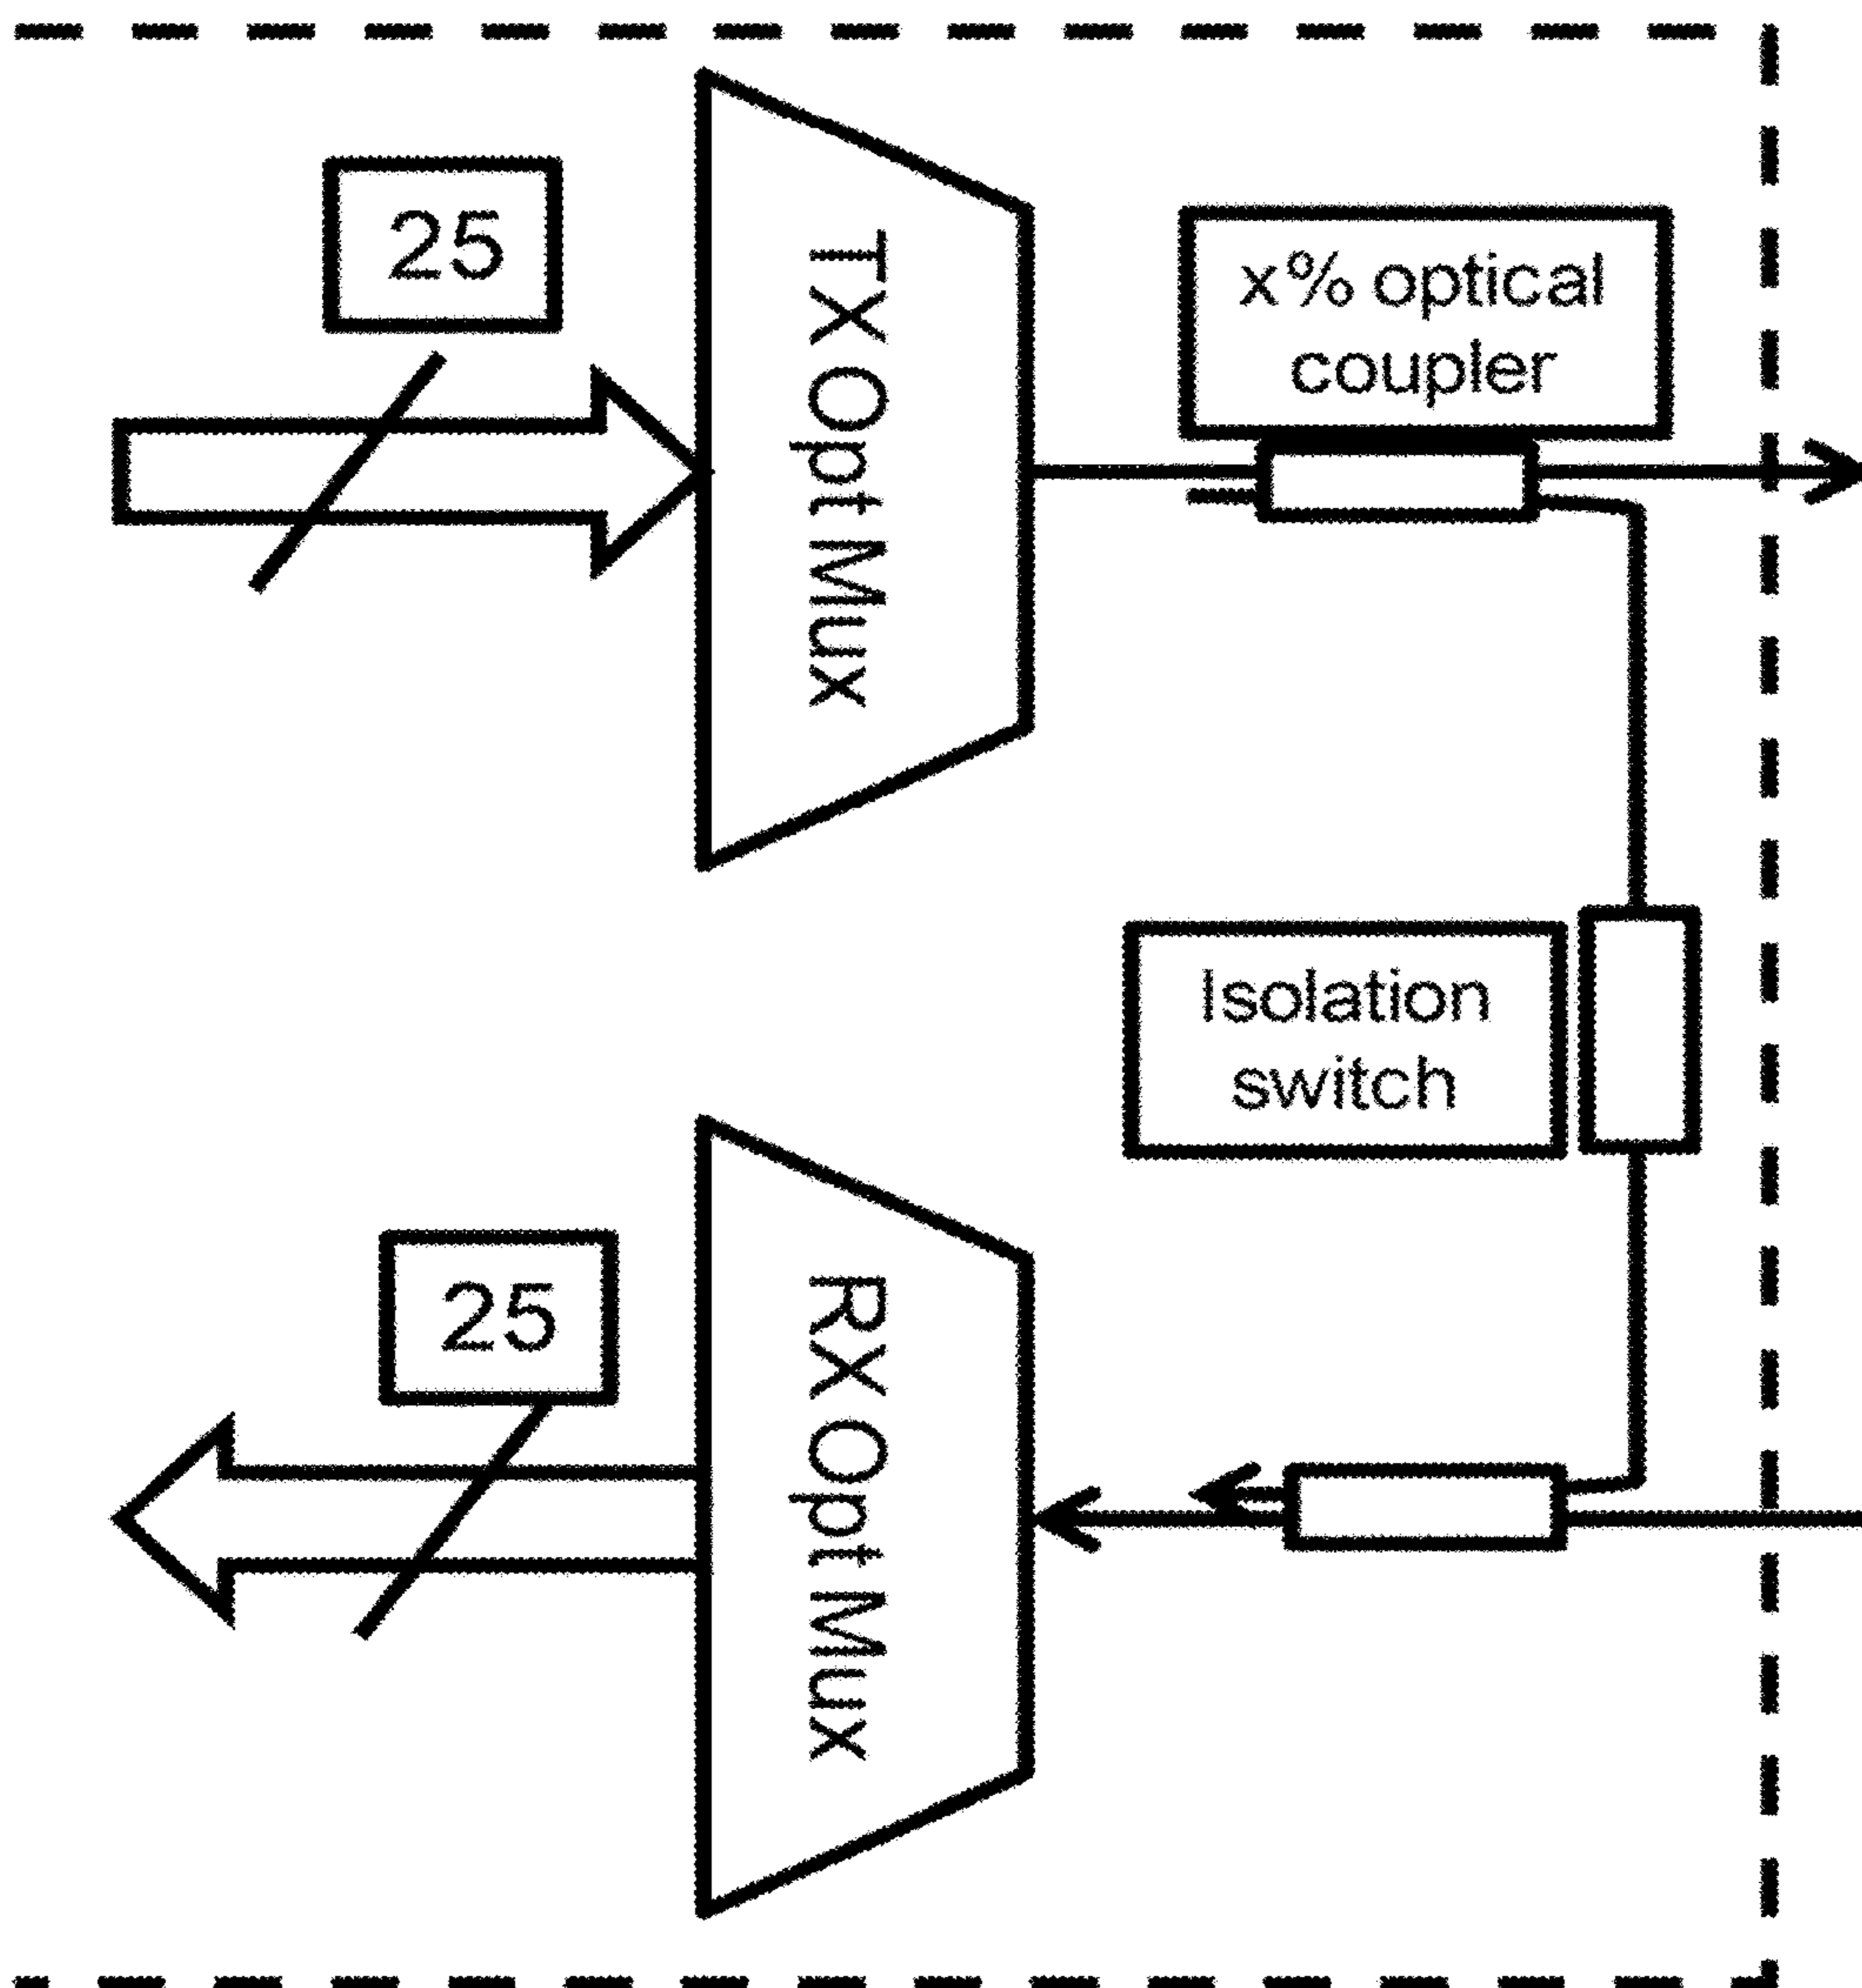 25
TX Opt Mux
x% optical
coupler
Isolation
switch
25
RX Opt Mux